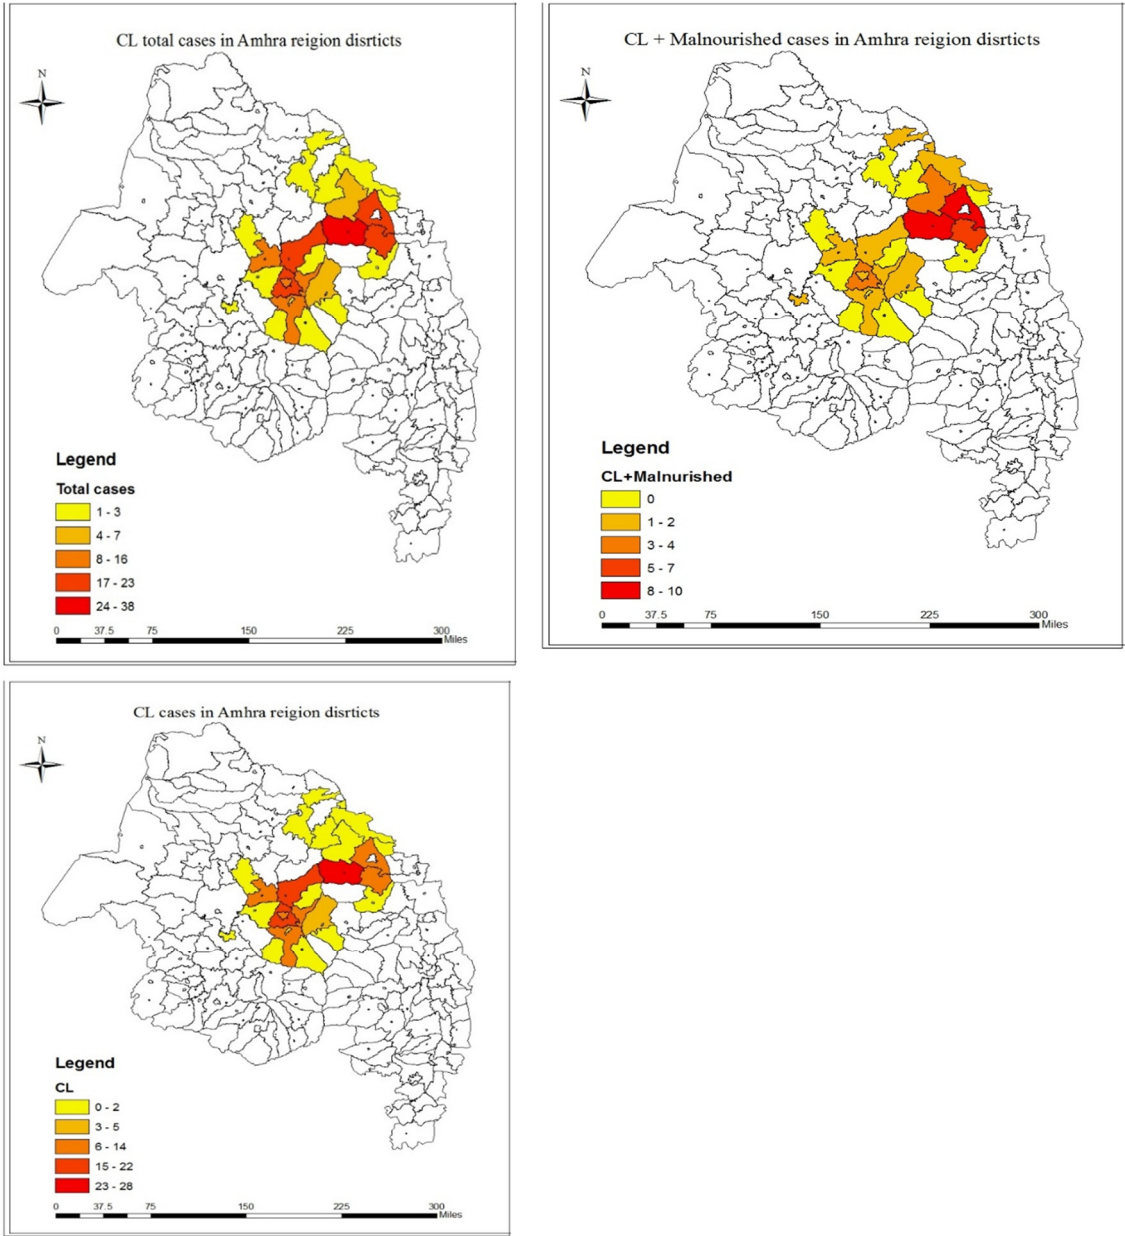 CL total cases in Amhra reigion disrticts
N
Legend
Total cases
1 - 3
4 - 7
8 - 16
17 - 23
24 - 38
0 37.5 75 150 225 300
Miles
CL + Malnourished cases in Amhra reigion disrticts
N
Legend
CL+Malnurished
0
1 - 2
3 - 4
5 - 7
8 - 10
0 37.5 75 150 225 300
Miles
CL cases in Amhra reigion disrticts
N
Legend
CL
0 - 2
3 - 5
6 - 14
15 - 22
23 - 28
0 37.5 75 150 225 300
Miles